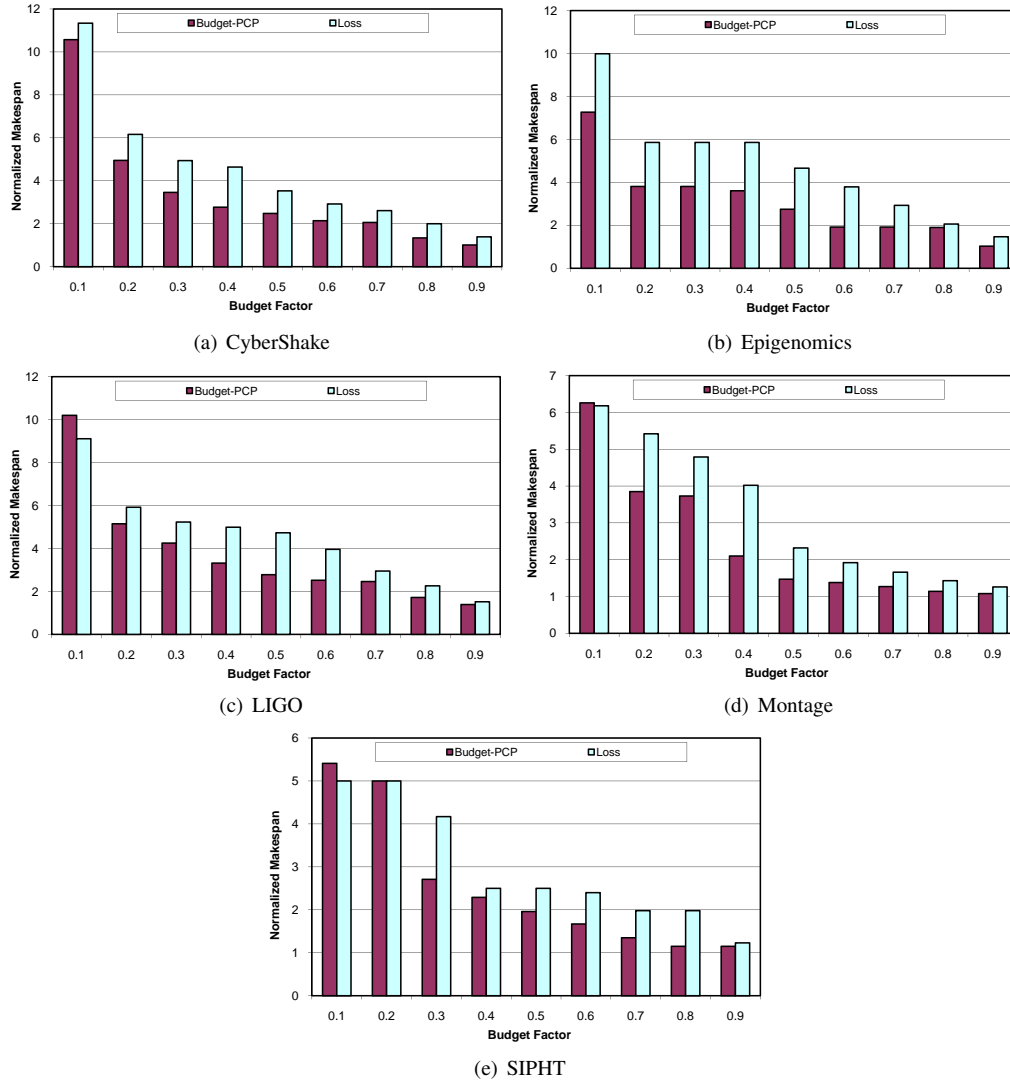 Budget-PCP Loss
Normalized Makespan
12
10
8
6
4
2
0
0.1 0.2 0.3 0.4 0.5 0.6 0.7 0.8 0.9
Budget Factor
(a) CyberShake
Budget-PCP Loss
Normalized Makespan
12
10
8
6
4
2
0
0.1 0.2 0.3 0.4 0.5 0.6 0.7 0.8 0.9
Budget Factor
(b) Epigenomics
Budget-PCP Loss
Normalized Makespan
12
10
8
6
4
2
0
0.1 0.2 0.3 0.4 0.5 0.6 0.7 0.8 0.9
Budget Factor
(c) LIGO
Budget-PCP Loss
Normalized Makespan
7
6
5
4
3
2
1
0
0.1 0.2 0.3 0.4 0.5 0.6 0.7 0.8 0.9
Budget Factor
(d) Montage
Budget-PCP Loss
Normalized Makespan
6
5
4
3
2
1
0
0.1 0.2 0.3 0.4 0.5 0.6 0.7 0.8 0.9
Budget Factor
(e) SIPHT